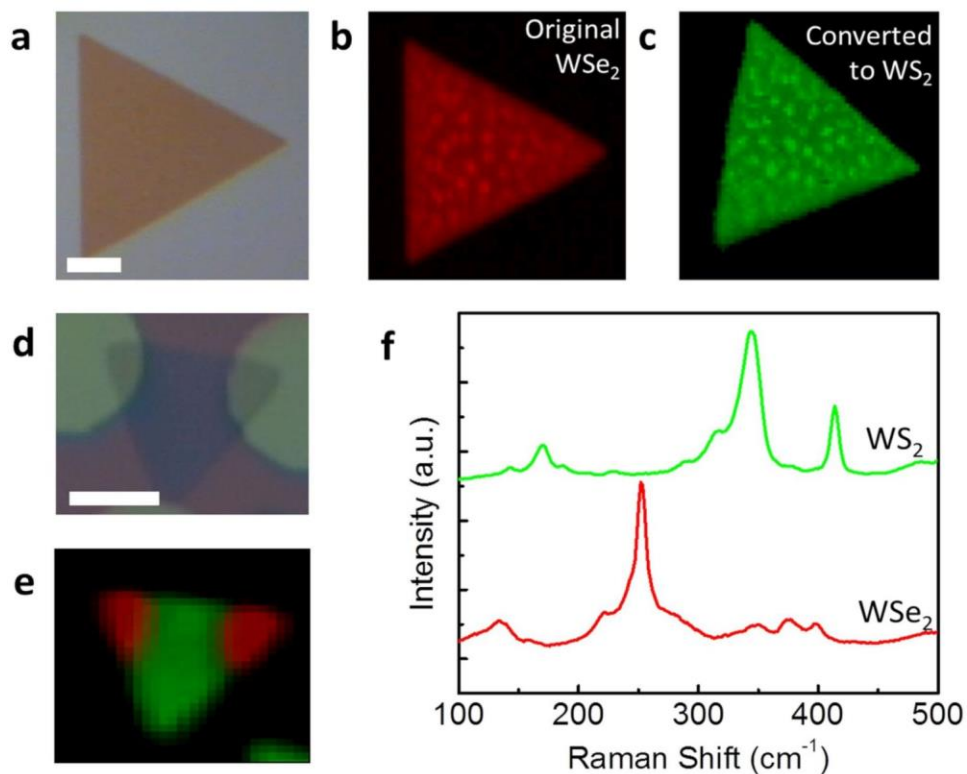 a
b
Original
WSe₂
c
Converted
to WS₂
d
e
f
WS₂
WSe₂
Intensity (a.u.)
100 200 300 400 500
Raman Shift (cm⁻¹)